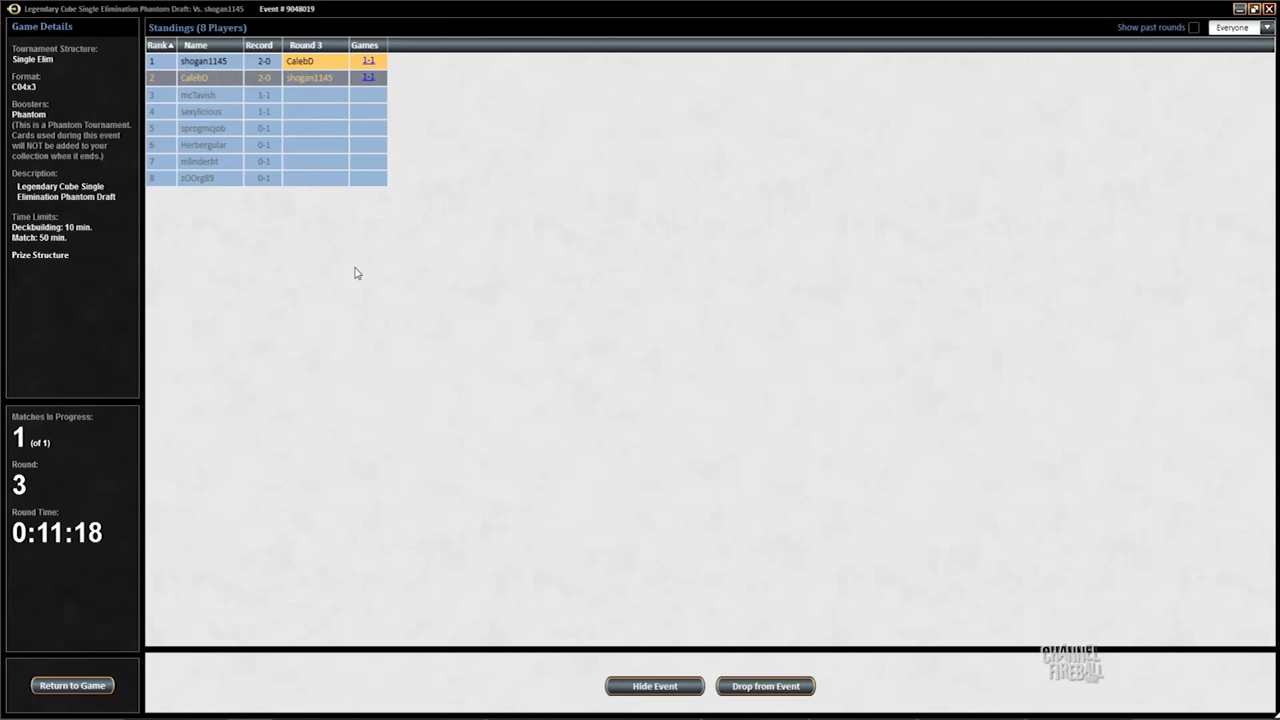 Legendary Cube Single Elimination Phantom Draft: Vs. shogan1145 Event # 9048019
Game Details
Tournament Structure:
Single Elim
Format:
C04x3
Boosters:
Phantom
(This is a Phantom Tournament.
Cards used during this event
will NOT be added to your
collection when it ends.)
Description:
Legendary Cube Single
Elimination Phantom Draft
Time Limits:
Deckbuilding: 10 min.
Match: 50 min.
Prize Structure
Matches In Progress:
1 (of 1)
Round:
3
Round Time:
0:11:18
Return to Game
Standings (8 Players)
Show past rounds Everyone
Rank Name Record Round 3 Games
1 shogan1145 2-0 CalebD 1-1
2 CalebD 2-0 shogan1145 1-1
3 mcTavish 1-1
4 sexylicious 1-1
5 sprogmcjob 0-1
6 Herbergular 0-1
7 mlinderbt 0-1
8 zOOrg89 0-1
Hide Event Drop from Event
CHANNEL
FIREBALL